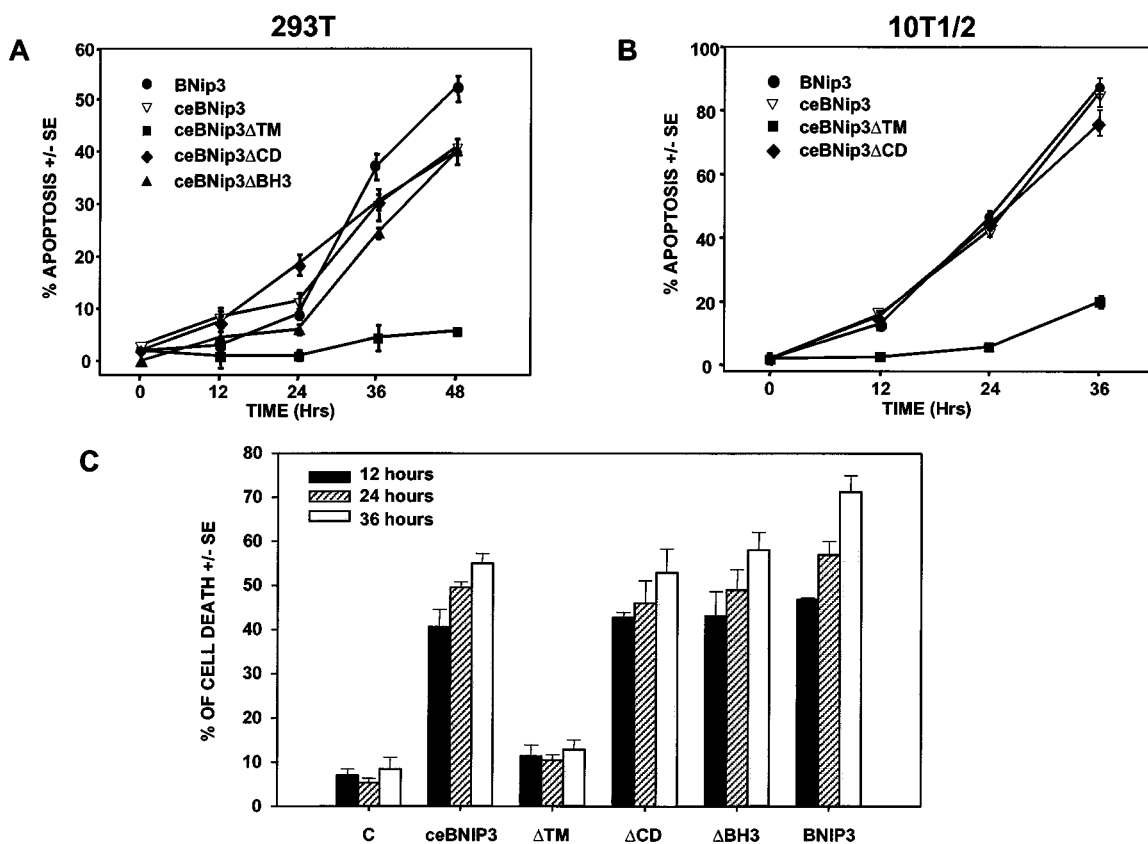 293T
A
% APOPTOSIS +/- SE
60
50
40
30
20
10
0
BNip3
ceBNip3
ceBNip3ΔTM
ceBNip3ΔCD
ceBNip3ΔBH3
0 12 24 36 48
TIME (Hrs)
10T1/2
B
% APOPTOSIS +/- SE
100
80
60
40
20
0
BNip3
ceBNip3
ceBNip3ΔTM
ceBNip3ΔCD
0 12 24 36
TIME (Hrs)
C
% OF CELL DEATH +/- SE
80
70
60
50
40
30
20
10
0
12 hours
24 hours
36 hours
C ceBNIP3 ΔTM ΔCD ΔBH3 BNIP3